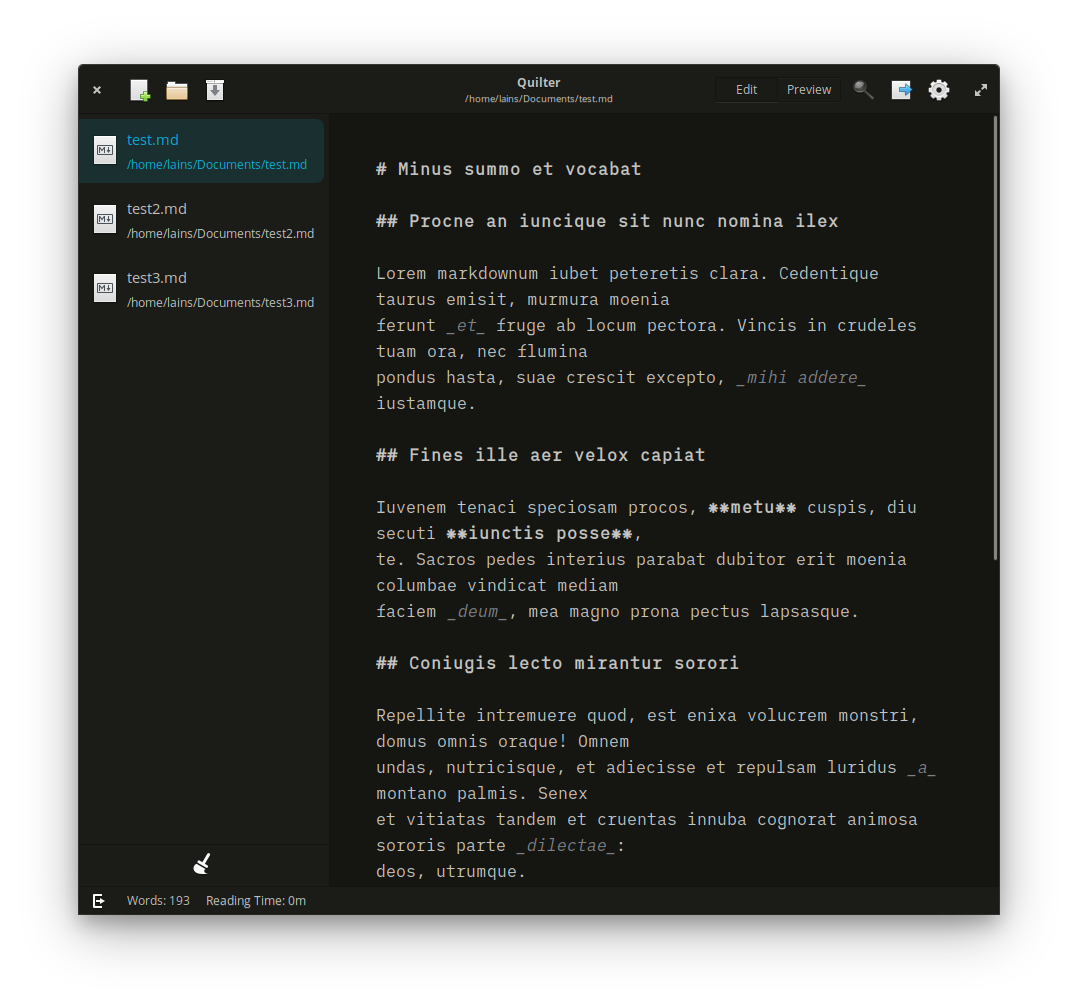 Quilter
/home/lains/Documents/test.md
Edit
Preview
test.md
/home/lains/Documents/test.md
test2.md
/home/lains/Documents/test2.md
test3.md
/home/lains/Documents/test3.md
# Minus summo et vocabat
## Procne an iuncique sit nunc nomina ilex
Lorem markdownum iubet peteretis clara. Cedentique
taurus emisit, murmura moenia
ferunt _et_ fruge ab locum pectora. Vincis in crudeles
tuam ora, nec flumina
pondus hasta, suae crescit excepto, _mihi addere_
iustamque.
## Fines ille aer velox capiat
Iuvenem tenaci speciosam procos, **metu** cuspis, diu
secuti **iunctis posse**,
te. Sacros pedes interius parabat dubitor erit moenia
columbae vindicat mediam
faciem _deum_, mea magno prona pectus lapsasque.
## Coniugis lecto mirantur sorori
Repellite intremuere quod, est enixa volucrem monstri,
domus omnis oraque! Omnem
undas, nutricisque, et adiecisse et repulsam luridus _a_
montano palmis. Senex
et vitiatas tandem et cruentas innuba cognorat animosa
sororis parte _dilectae_:
deos, utrumque.
Words: 193
Reading Time: 0m